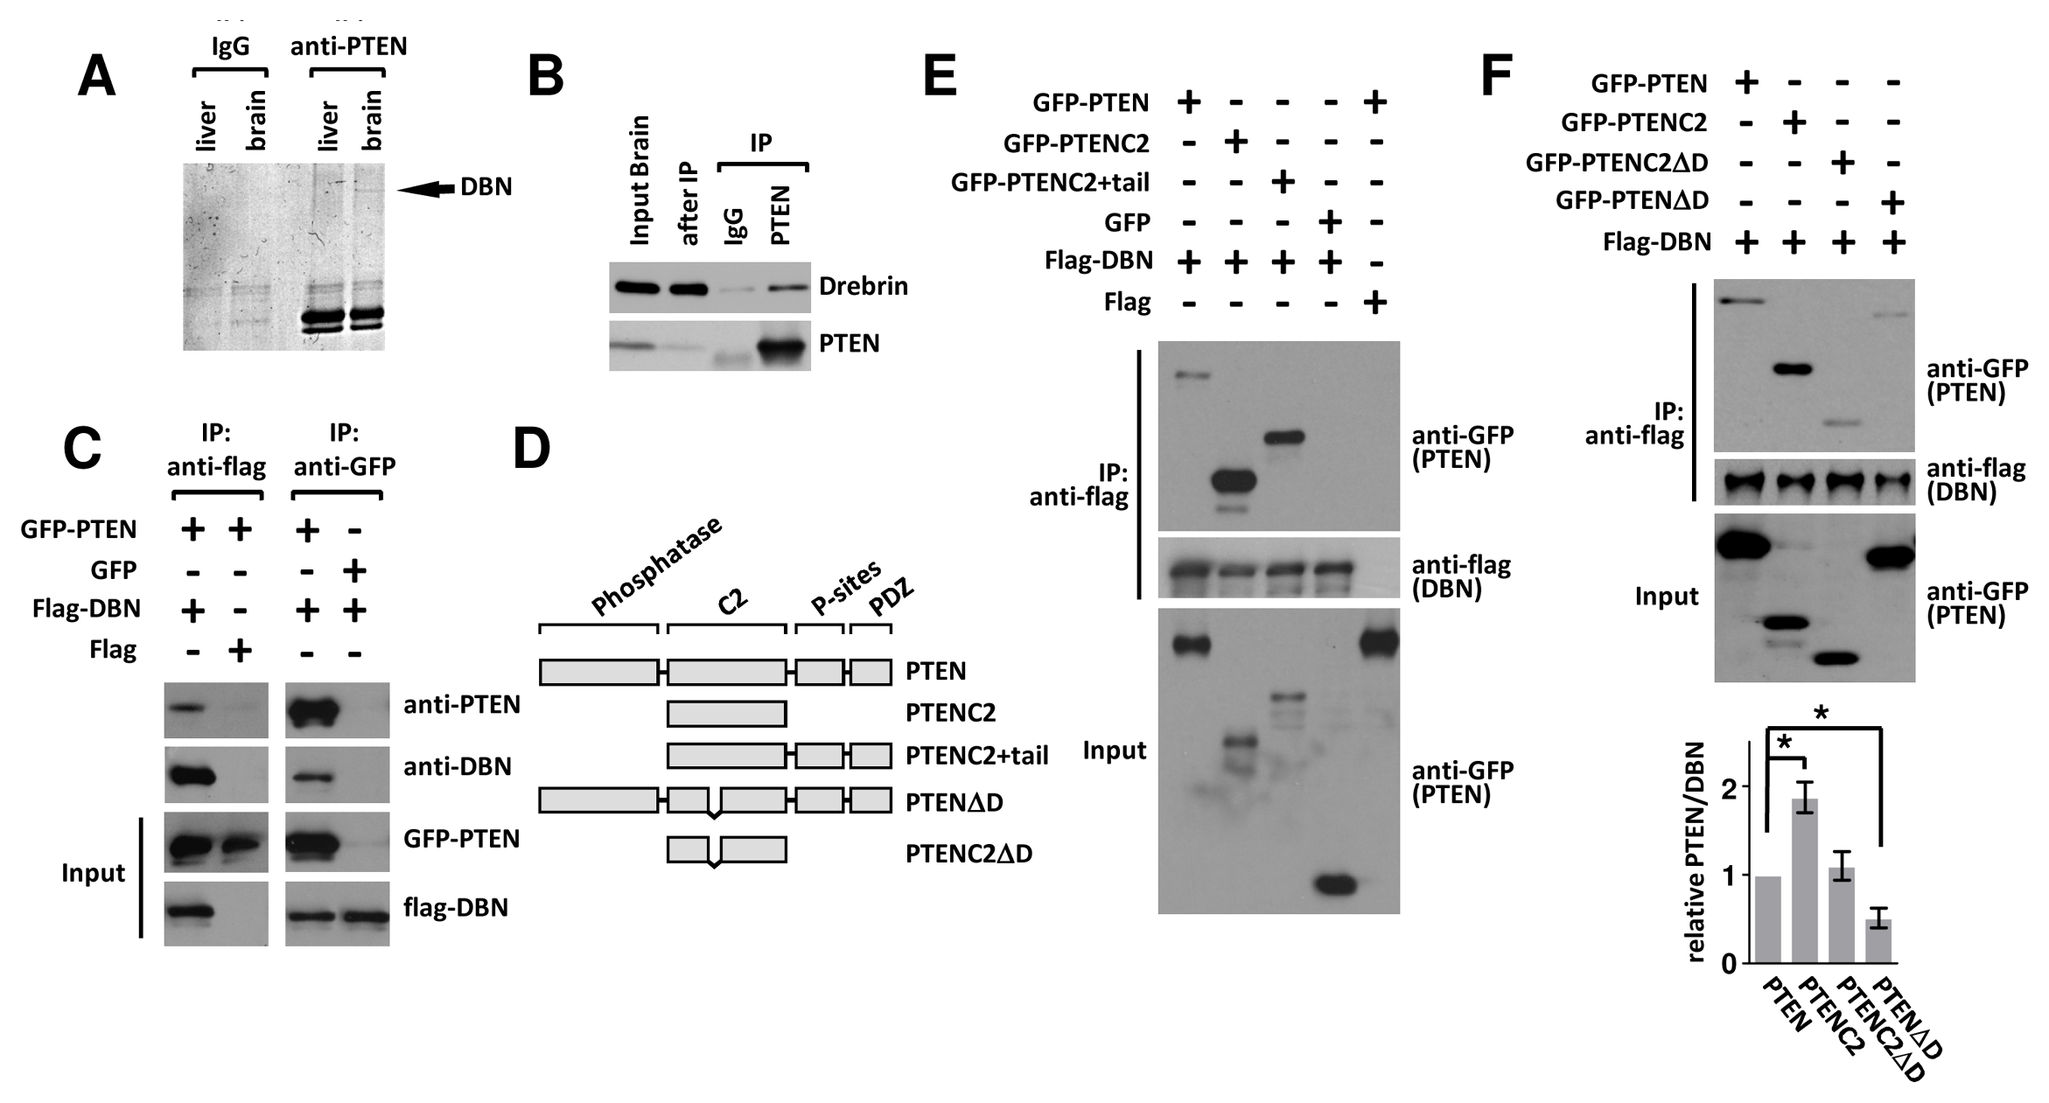 A
IgG
anti-PTEN
liver
brain
liver
brain
DBN
B
Input Brain
after IP
IP
IgG
PTEN
Drebrin
PTEN
C
IP:
anti-flag
IP:
anti-GFP
GFP-PTEN + + + -
GFP - - - +
Flag-DBN + - + +
Flag - + - -
anti-PTEN
anti-DBN
Input
GFP-PTEN
flag-DBN
D
Phosphatase
C2
P-sites
PDZ
PTEN
PTENC2
PTENC2+tail
PTENΔD
PTENC2ΔD
E
GFP-PTEN + - - - +
GFP-PTENC2 - + - - -
GFP-PTENC2+tail - - + - -
GFP - - - + -
Flag-DBN + + + + -
Flag - - - - +
IP:
anti-flag
anti-GFP
(PTEN)
anti-flag
(DBN)
Input
anti-GFP
(PTEN)
F
GFP-PTEN + - - -
GFP-PTENC2 - + - -
GFP-PTENC2ΔD - - + -
GFP-PTENΔD - - - +
Flag-DBN + + + +
IP:
anti-flag
anti-GFP
(PTEN)
anti-flag
(DBN)
Input
anti-GFP
(PTEN)
*
*
relative PTEN/DBN
2
1
0
PTEN
PTENC2
PTENC2ΔD
PTENΔD